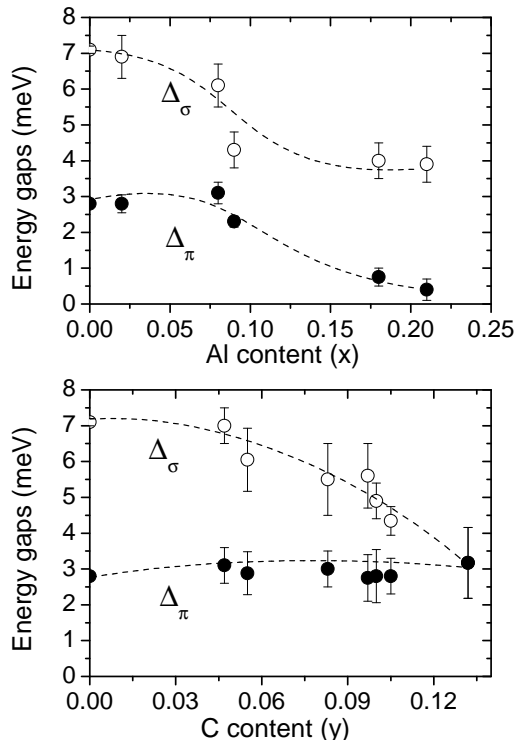 8
7
6
5
4
3
2
1
0
Energy gaps (meV)
Δσ
Δπ
0.00 0.05 0.10 0.15 0.20 0.25
Al content (x)
8
7
6
5
4
3
2
1
0
Energy gaps (meV)
Δσ
Δπ
0.00 0.03 0.06 0.09 0.12
C content (y)